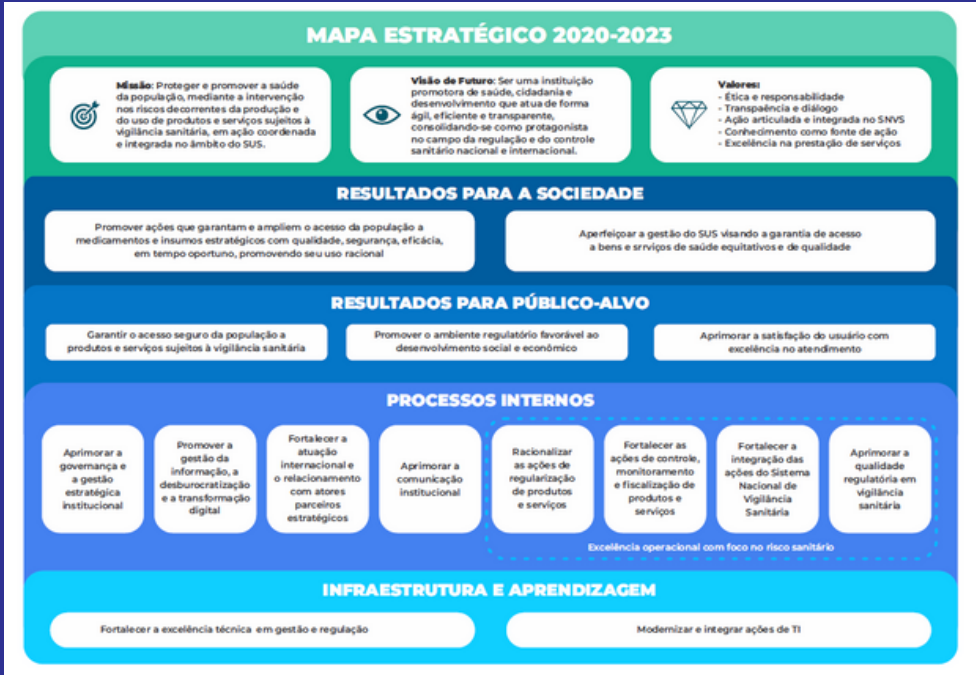 MAPA ESTRATÉGICO 2020-2023
Missão: Proteger e promover a saúde
da população, mediante a intervenção
nos riscos decorrentes da produção e
do uso de produtos e serviços sujeitos à
vigilância sanitária, em ação coordenada
e integrada no âmbito do SUS.
Visão de Futuro: Ser uma instituição
promotora de saúde, cidadania e
desenvolvimento que atua de forma
ágil, eficiente e transparente,
consolidando-se como protagonista
no campo da regulação e do controle
sanitário nacional e internacional.
Valores:
- Ética e responsabilidade
- Transpaência e diálogo
- Ação articulada e integrada no SNVS
- Conhecimento como fonte de ação
- Excelência na prestação de serviços
RESULTADOS PARA A SOCIEDADE
Promover ações que garantam e ampliem o acesso da população a
medicamentos e insumos estratégicos com qualidade, segurança, eficácia,
em tempo oportuno, promovendo seu uso racional
Aperfeiçoar a gestão do SUS visando a garantia de acesso
a bens e srrviços de saúde equitativos e de qualidade
RESULTADOS PARA PÚBLICO-ALVO
Garantir o acesso seguro da população a
produtos e serviços sujeitos à vigilância sanitária
Promover o ambiente regulatório favorável ao
desenvolvimento social e econômico
Aprimorar a satisfação do usuário com
excelência no atendimento
PROCESSOS INTERNOS
Aprimorar a
governança e
a gestão
estratégica
institucional
Promover a
gestão da
informação, a
desburocratização
e a transformação
digital
Fortalecer a
atuação
internacional e
o relacionamento
com atores
parceiros
estratégicos
Aprimorar a
comunicação
institucional
Racionalizar
as ações de
regularização
de produtos
e serviços
Fortalecer as
ações de controle,
monitoramento
e fiscalização de
produtos e
serviços
Fortalecer a
integração das
ações do Sistema
Nacional de
Vigilância
Sanitária
Aprimorar a
qualidade
regulatória em
vigilância
sanitária
Excelência operacional com foco no risco sanitário
INFRAESTRUTURA E APRENDIZAGEM
Fortalecer a excelência técnica em gestão e regulação
Modernizar e integrar ações de TI